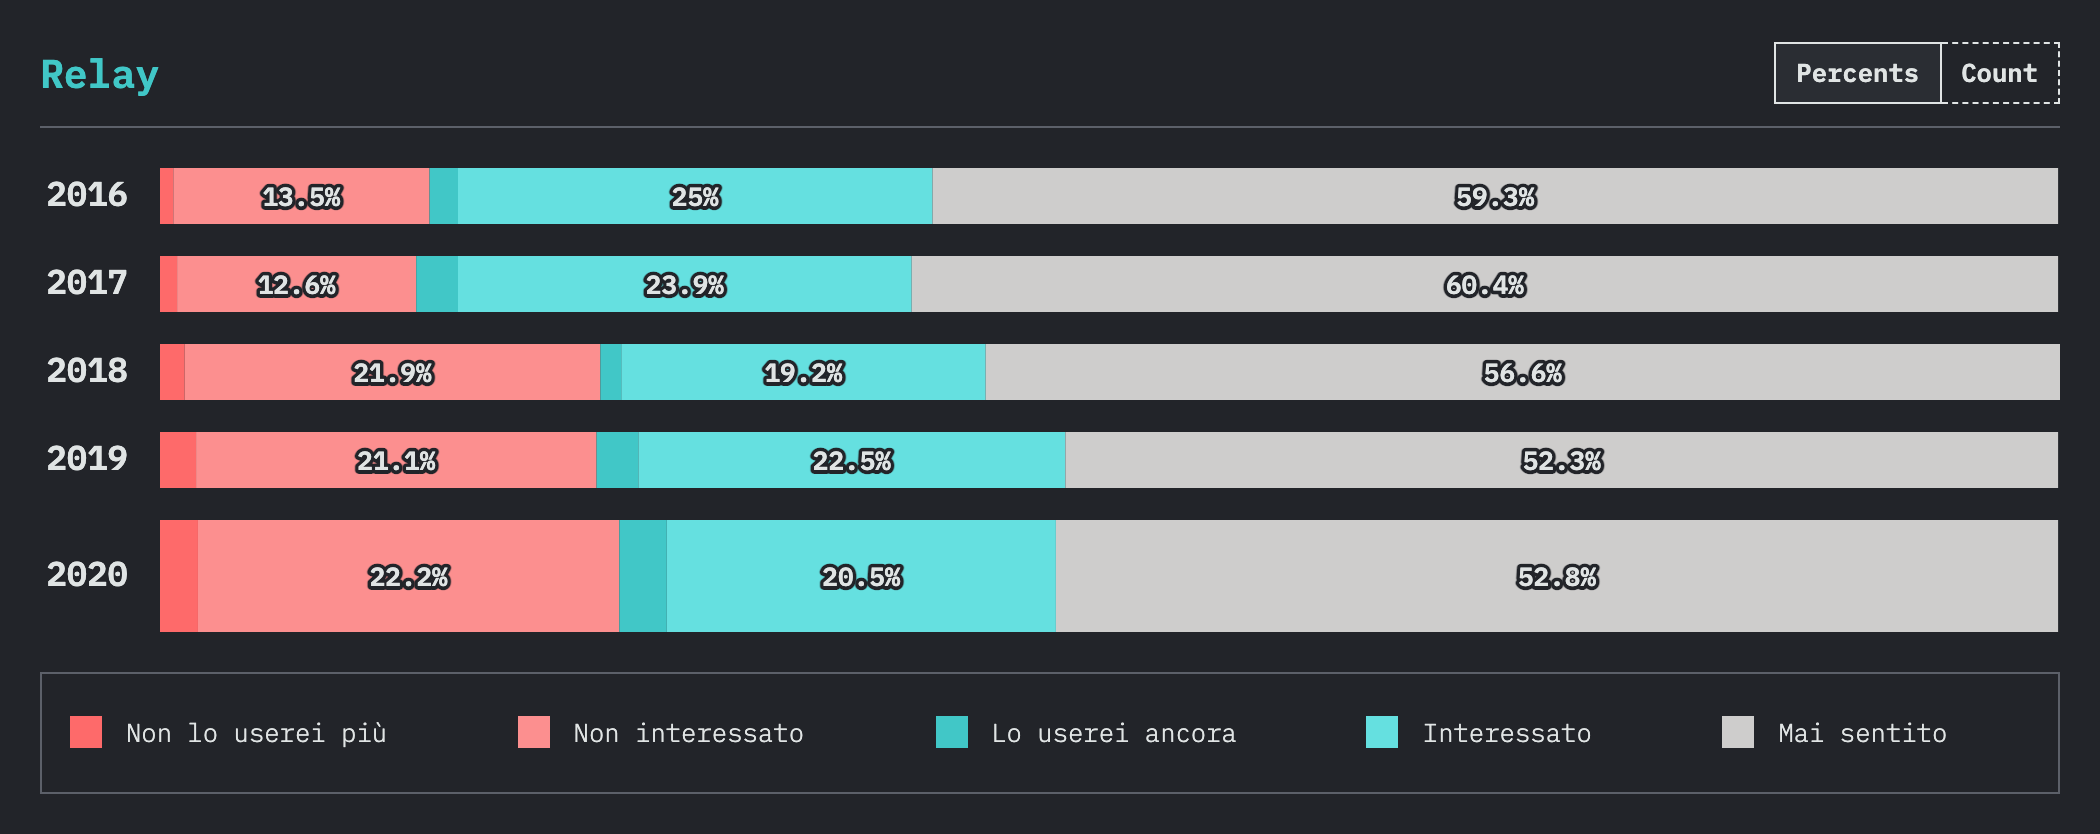 Relay
Percents Count
2016 13.5% 25% 59.3%
2017 12.6% 23.9% 60.4%
2018 21.9% 19.2% 56.6%
2019 21.1% 22.5% 52.3%
2020 22.2% 20.5% 52.8%
Non lo userei più Non interessato Lo userei ancora Interessato Mai sentito